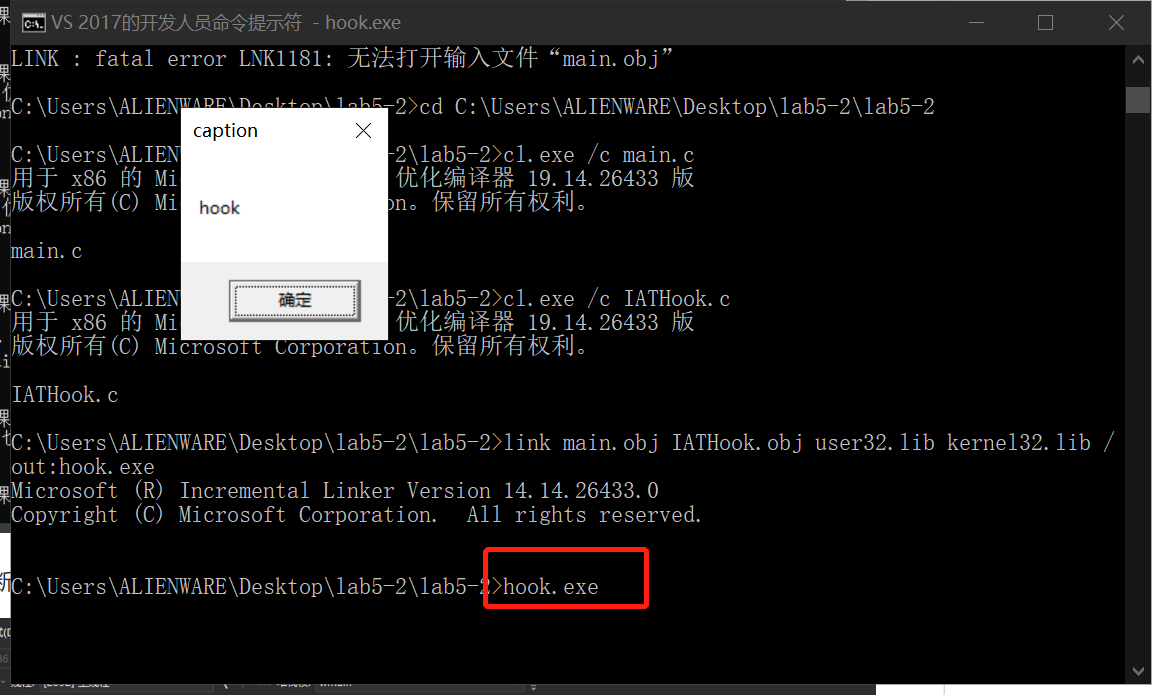 VS 2017的开发人员命令提示符 - hook.exe
LINK : fatal error LNK1181: 无法打开输入文件“main.obj”
C:\Users\ALIENWARE\Desktop\lab5-2>cd C:\Users\ALIENWARE\Desktop\lab5-2\lab5-2
caption
C:\Users\ALIEN
-2\lab5-2>cl.exe /c main.c
用于 x86 的 Mi
优化编译器 19.14.26433 版
版权所有(C) Mi
on。保留所有权利。
hook
main.c
C:\Users\ALIEN
-2\lab5-2>cl.exe /c IATHook.c
确定
用于 x86 的 Mi
优化编译器 19.14.26433 版
版权所有(C) Microsoft Corporation。保留所有权利。
IATHook.c
C:\Users\ALIENWARE\Desktop\lab5-2\lab5-2>link main.obj IATHook.obj user32.lib kernel32.lib /
out:hook.exe
Microsoft (R) Incremental Linker Version 14.14.26433.0
Copyright (C) Microsoft Corporation.  All rights reserved.
C:\Users\ALIENWARE\Desktop\lab5-2\lab5-2>hook.exe